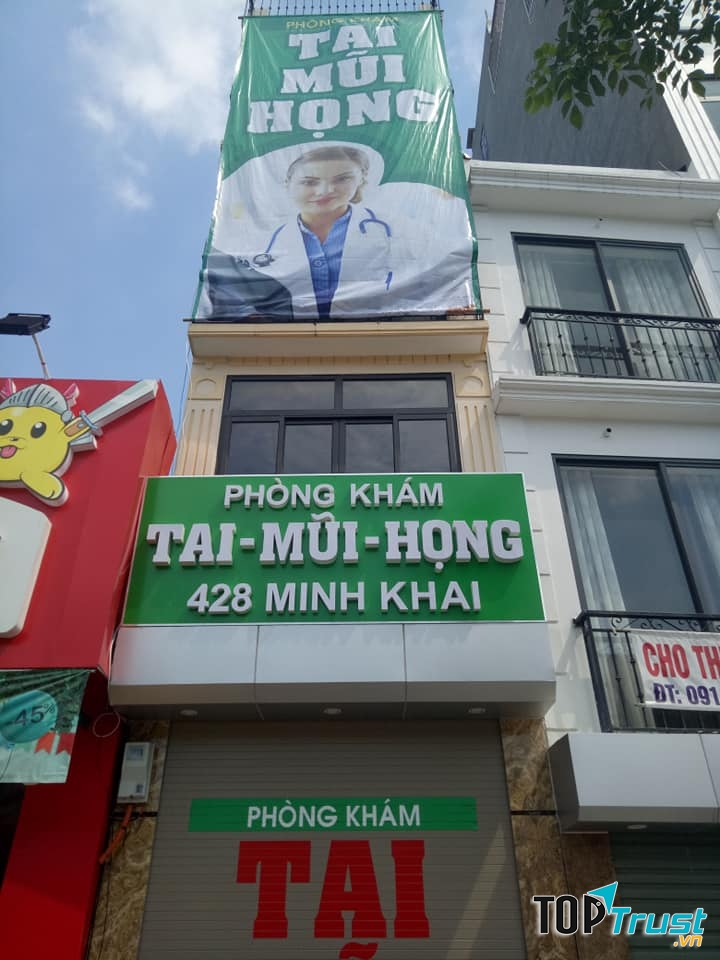 PHÒNG KHÁM
TAI
MŨI
HỌNG
PHÒNG KHÁM
TAI-MŨI-HỌNG
428 MINH KHAI
45%
CHO TH
ĐT: 091
PHÒNG KHÁM
TAI
TOPTrust.vn